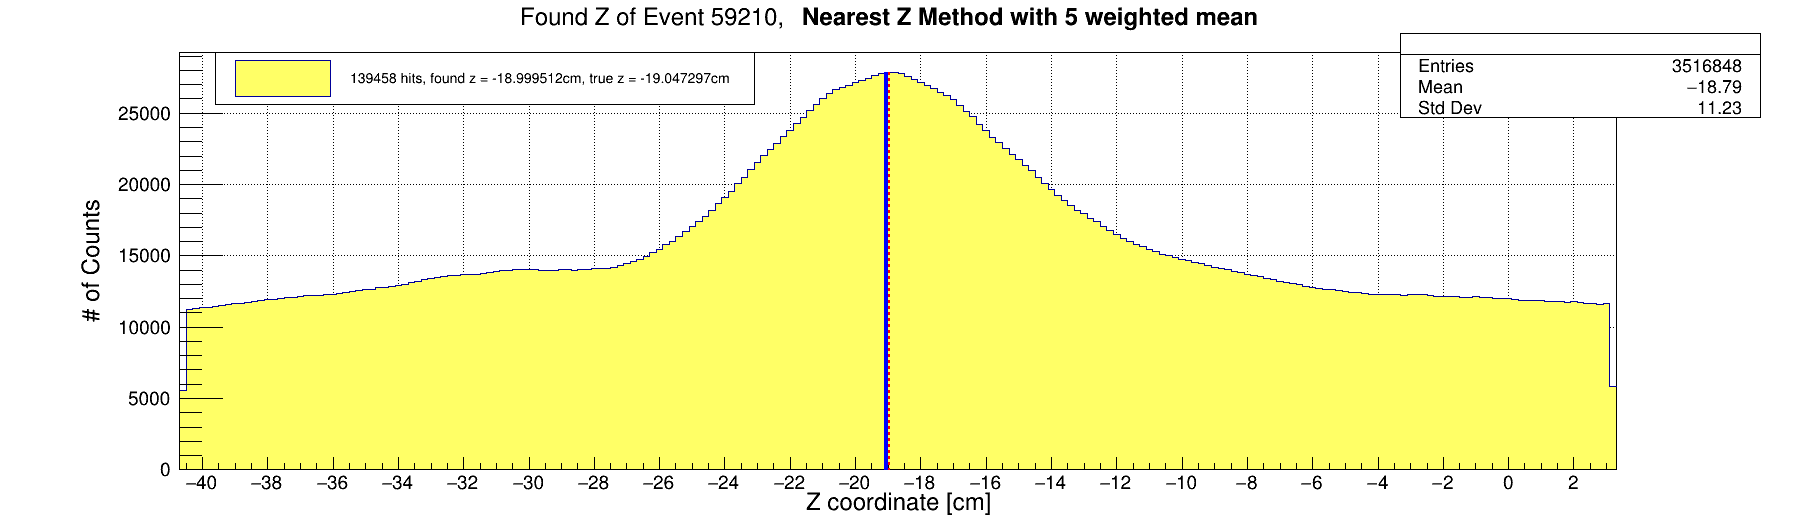 Found Z of Event 59210, Nearest Z Method with 5 weighted mean
139458 hits, found z = -18.999512cm, true z = -19.047297cm
Entries 3516848
Mean −18.79
Std Dev 11.23
# of Counts
25000
20000
15000
10000
5000
0
−40 −38 −36 −34 −32 −30 −28 −26 −24 −22 −20 −18 −16 −14 −12 −10 −8 −6 −4 −2 0 2
Z coordinate [cm]